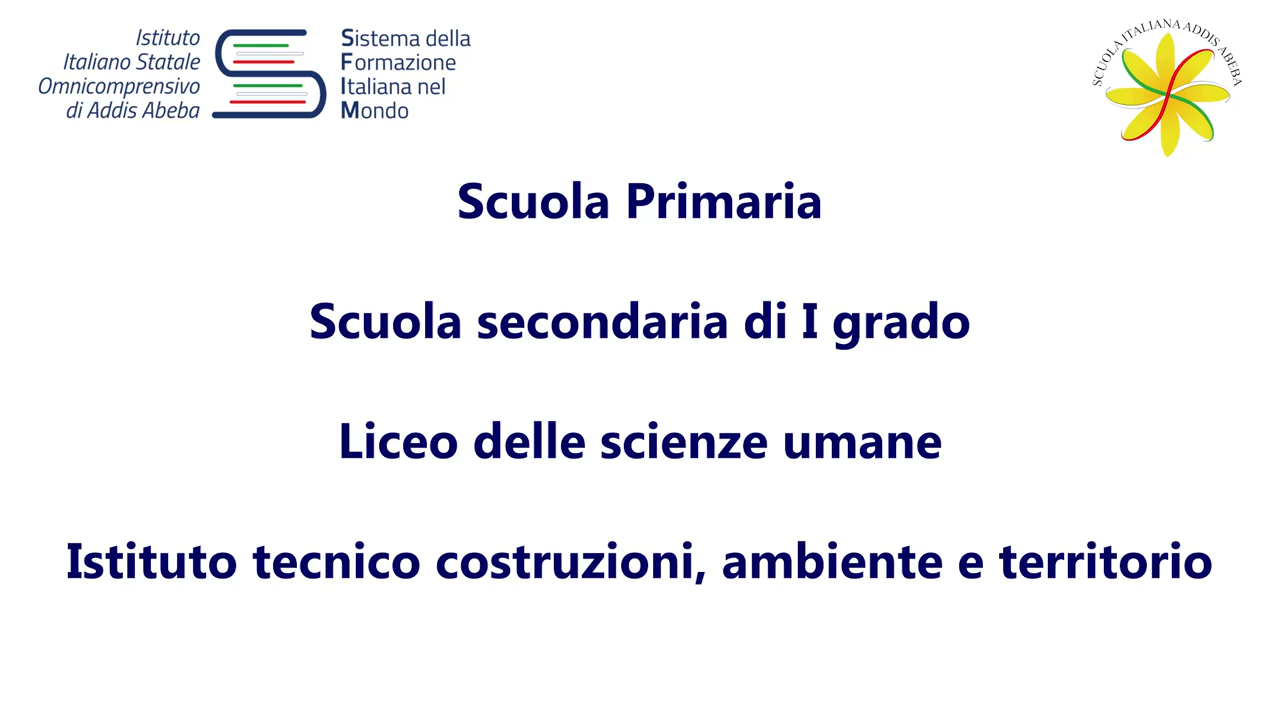 Istituto
Italiano Statale
Omnicomprensivo
di Addis Abeba
Sistema della
Formazione
Italiana nel
Mondo
SCUOLA ITALIANA ADDIS ABEBA
Scuola Primaria
Scuola secondaria di I grado
Liceo delle scienze umane
Istituto tecnico costruzioni, ambiente e territorio